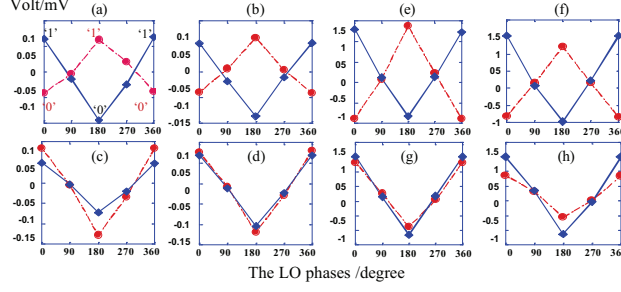 Volt/mV
(a) (b) (e) (f)
0.1 0.05 0 -0.05 -0.1
'1' '1' '1'
'0' '0' '0'
0.1 0.05 0 -0.05 -0.1
1.5 1 0.5 0 -0.5 -1
1.5 1 0.5 0 -0.5 -1
0 90 180 270 360 0 90 180 270 360 0 90 180 270 360 0 90 180 270 360
(c) (d) (g) (h)
0.1 0.05 0 -0.05 -0.1 -0.15
0.1 0.05 0 -0.05 -0.1 -0.15
1.5 0.5 0 -0.5 -1
1.5 0.5 0 -0.5 -1
0 90 180 270 360 0 90 180 270 360 0 90 180 270 360 0 90 180 270 360
The LO phases /degree